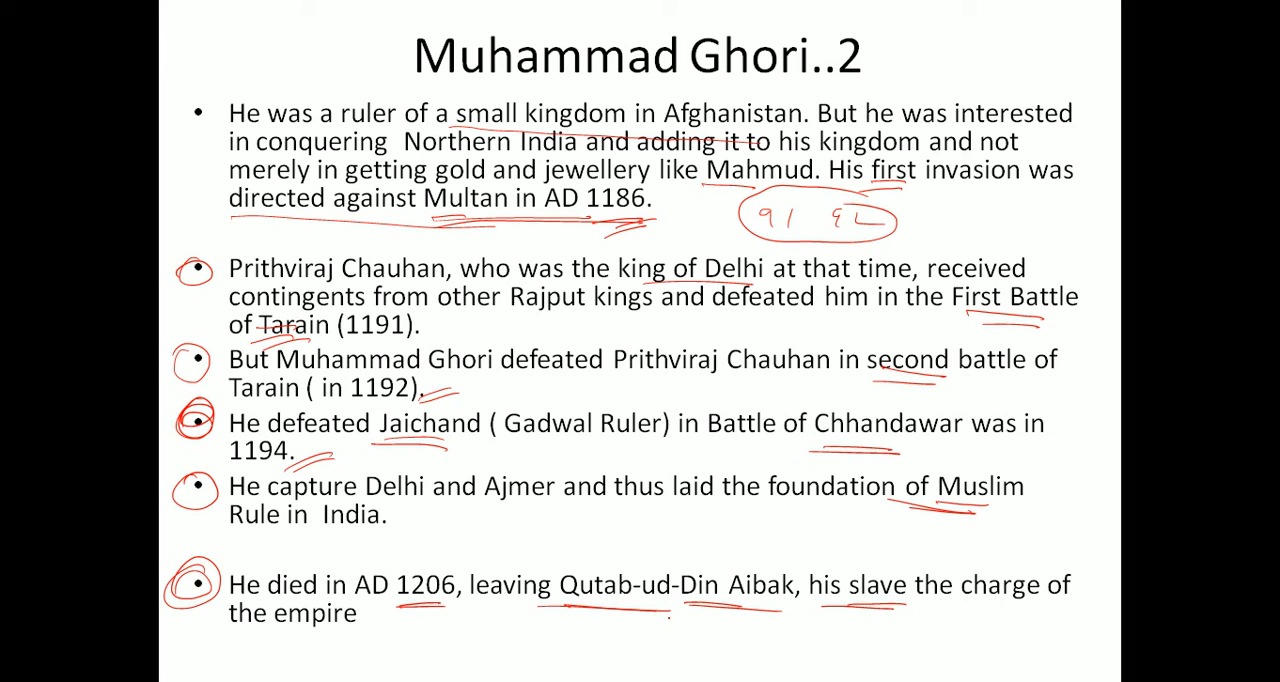 Muhammad Ghori..2
• He was a ruler of a small kingdom in Afghanistan. But he was interested
in conquering Northern India and adding it to his kingdom and not
merely in getting gold and jewellery like Mahmud. His first invasion was
directed against Multan in AD 1186.
91 92
• Prithviraj Chauhan, who was the king of Delhi at that time, received
contingents from other Rajput kings and defeated him in the First Battle
of Tarain (1191).
• But Muhammad Ghori defeated Prithviraj Chauhan in second battle of
Tarain ( in 1192).
• He defeated Jaichand ( Gadwal Ruler) in Battle of Chhandawar was in
1194.
• He capture Delhi and Ajmer and thus laid the foundation of Muslim
Rule in India.
• He died in AD 1206, leaving Qutab-ud-Din Aibak, his slave the charge of
the empire